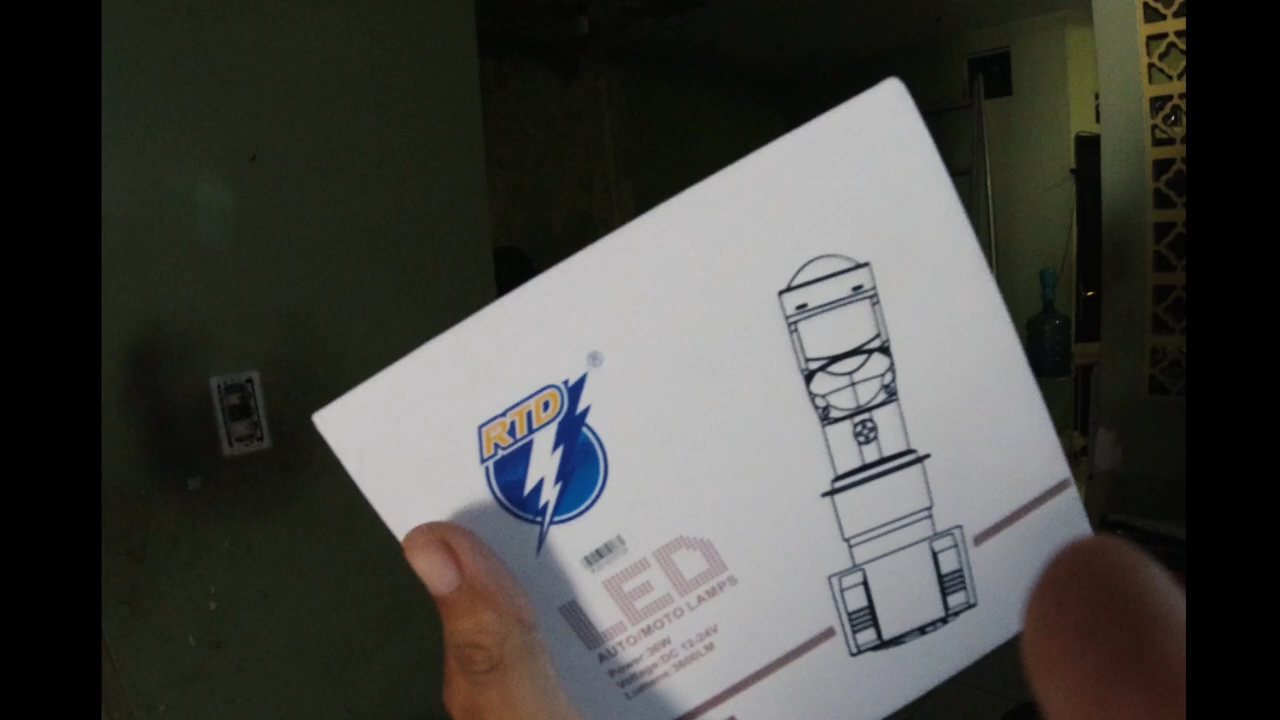 RTD
®
LED
AUTO/MOTO LAMPS
Power:36W
Voltage:DC 12-24V
Lumens:3600LM